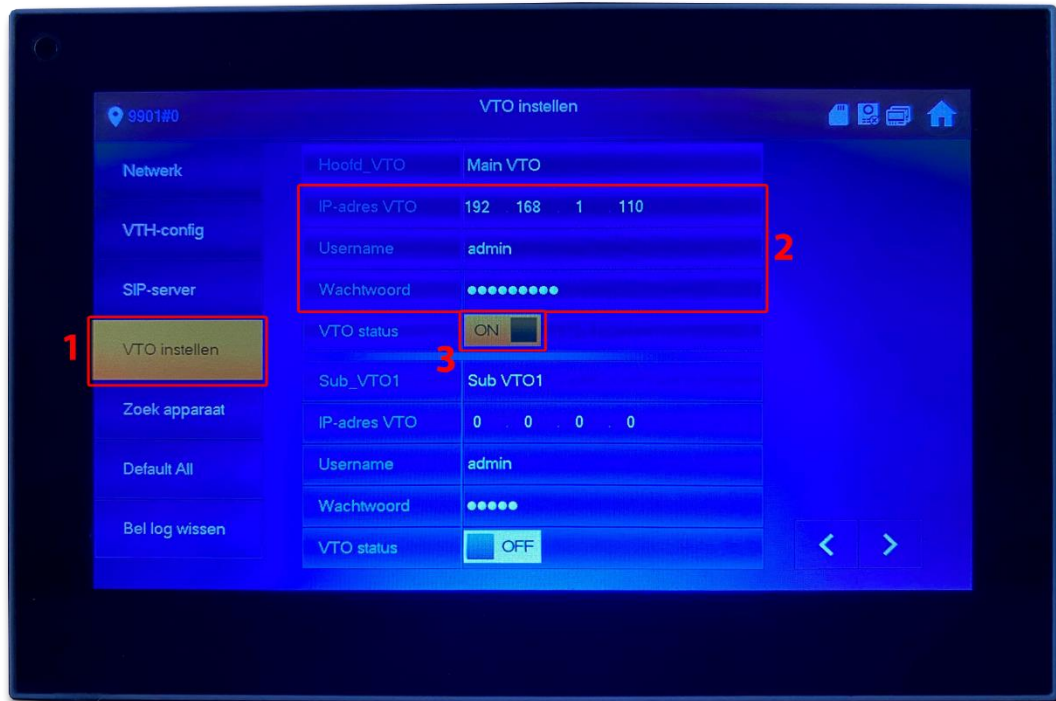 9901#0
VTO instellen
Netwerk
VTH-config
SIP-server
1
VTO instellen
Zoek apparaat
Default All
Bel log wissen
Hoofd_VTO Main VTO
IP-adres VTO 192 . 168 . 1 . 110
Username admin
2
Wachtwoord ●●●●●●●●●
VTO status ON
3
Sub_VTO1 Sub VTO1
IP-adres VTO 0 . 0 . 0 . 0
Username admin
Wachtwoord ●●●●●
VTO status OFF